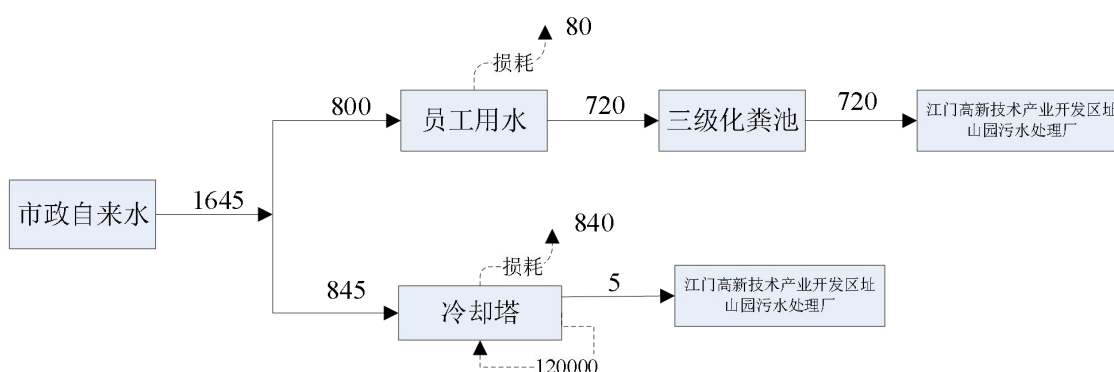 80
损耗
800
员工用水
720
三级化粪池
720
江门高新技术产业开发区址
山园污水处理厂
市政自来水
1645
840
损耗
845
冷却塔
5
江门高新技术产业开发区址
山园污水处理厂
120000